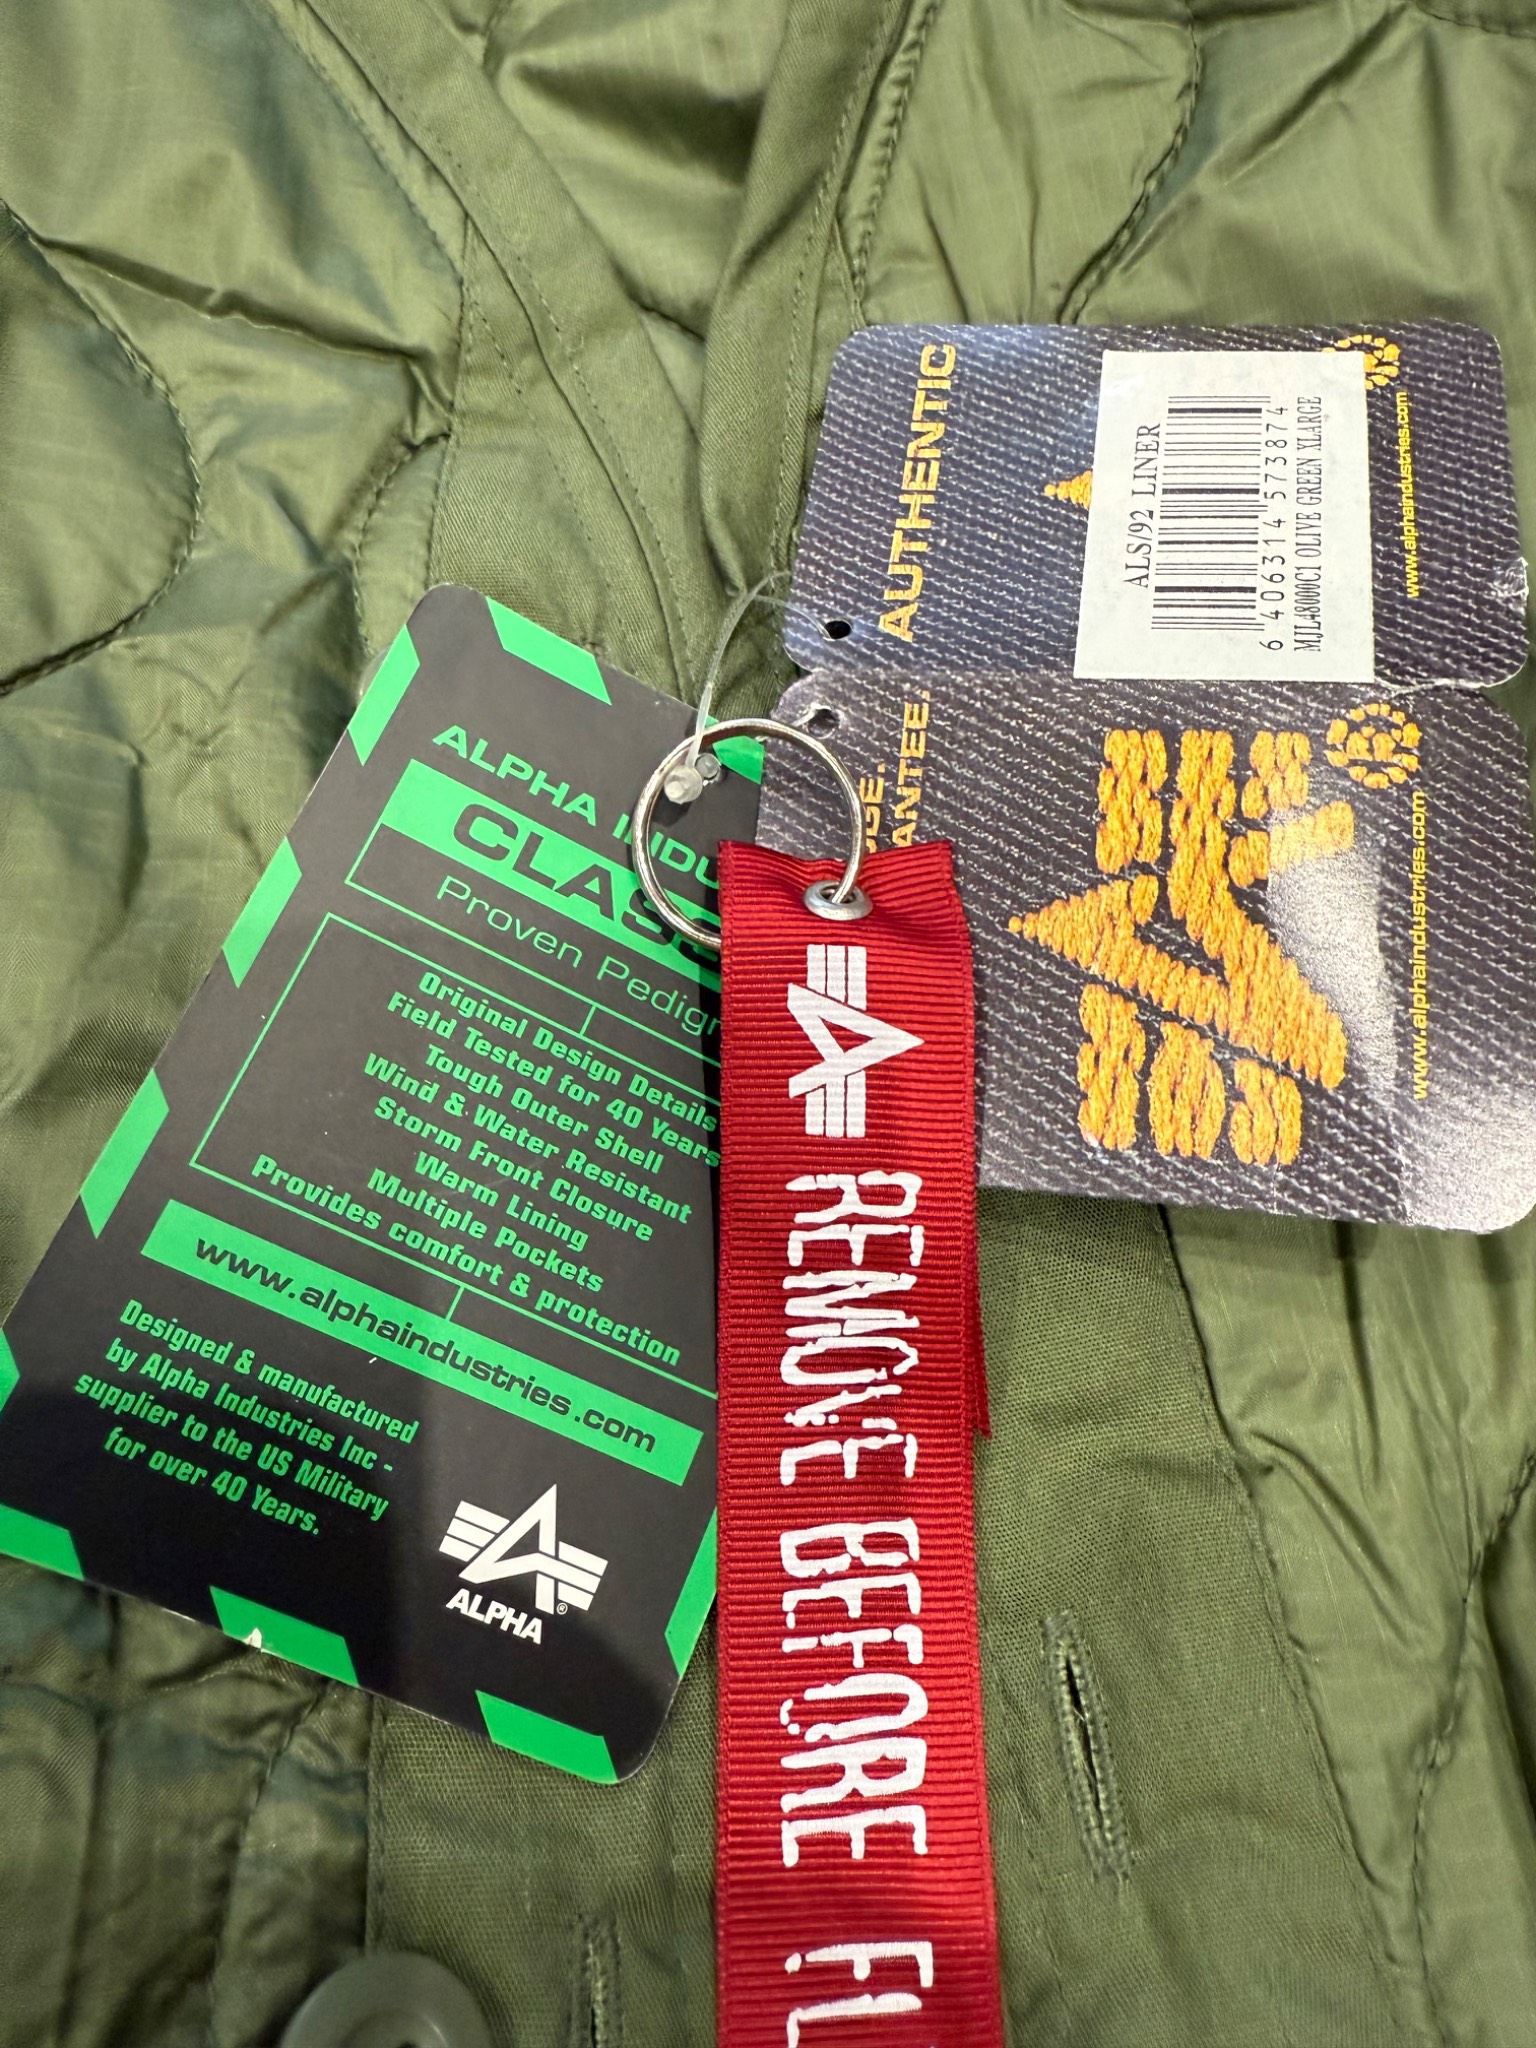 ALPHA INDU
CLASS
Proven Pedigr
Original Design Details
Field Tested for 40 Years
Tough Outer Shell
Wind & Water Resistant
Storm Front Closure
Warm Lining
Multiple Pockets
Provides comfort & protection
www.alphaindustries.com
Designed & manufactured
by Alpha Industries Inc -
supplier to the US Military
for over 40 Years.
ALPHA®
REMOVE BEFORE FL
AUTHENTIC
ALS/92 LINER
6 406314 573874
MJL48000C1 OLIVE GREEN XLARGE
www.alphaindustries.com
GE.
ANTEE.
www.alphaindustries.com